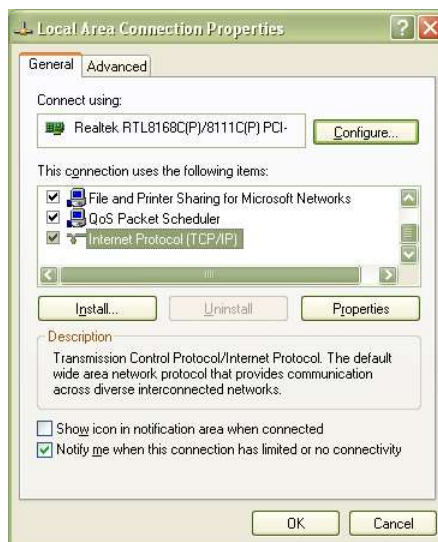 Local Area Connection Properties
General Advanced
Connect using:
Realtek RTL8168C(P)/8111C(P) PCI-
Configure...
This connection uses the following items:
File and Printer Sharing for Microsoft Networks
QoS Packet Scheduler
Internet Protocol (TCP/IP)
Install... Uninstall Properties
Description
Transmission Control Protocol/Internet Protocol. The default
wide area network protocol that provides communication
across diverse interconnected networks.
Show icon in notification area when connected
Notify me when this connection has limited or no connectivity
OK Cancel